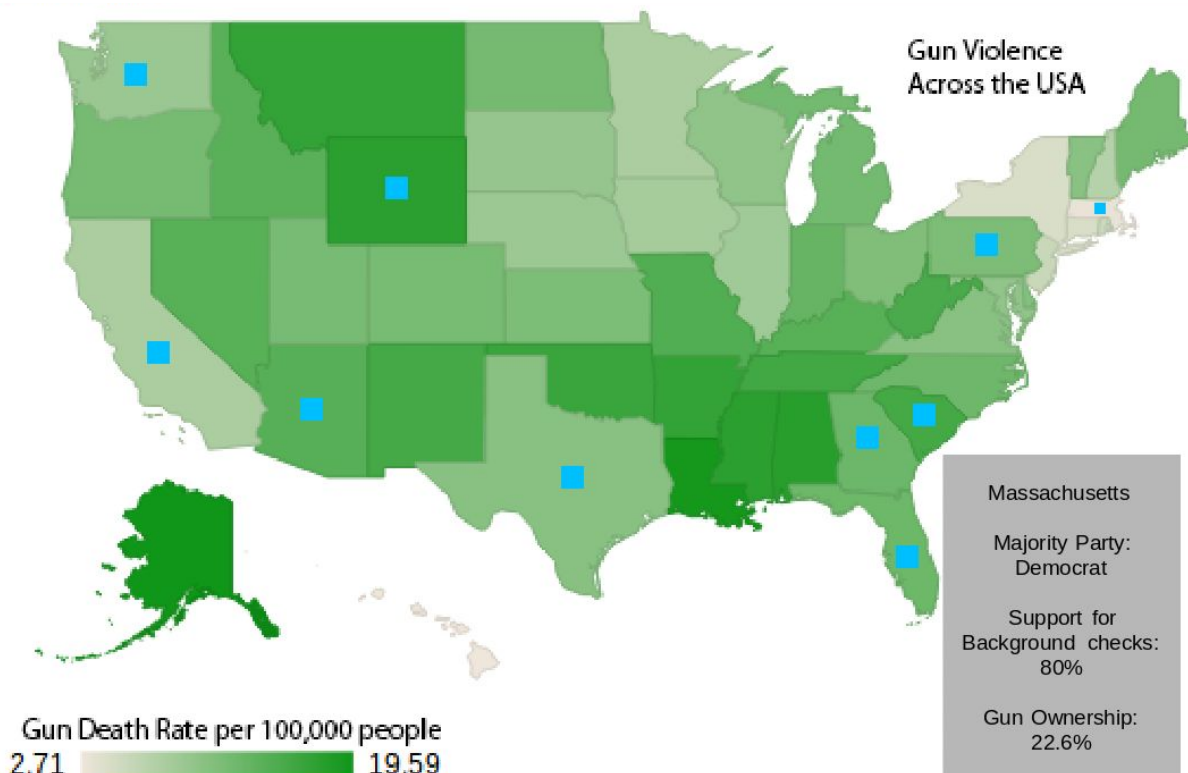 Gun Violence
Across the USA
Massachusetts
Majority Party:
Democrat
Support for
Background checks:
80%
Gun Ownership:
22.6%
Gun Death Rate per 100,000 people
2.71 19.59